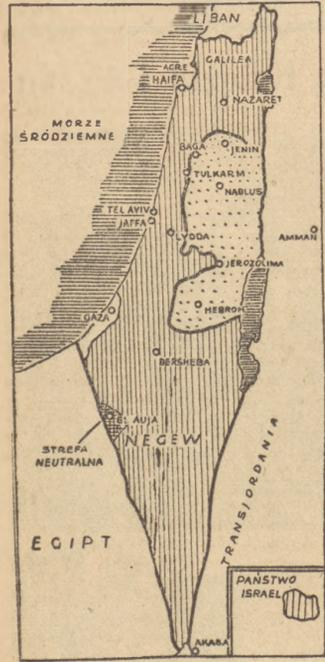 LIBAN
ACRE
HAIFA
GALILEA
NAZARET
MORZE
ŚRÓDZIEMNE
BAGA
JENIN
TULKARM
NABLUS
TEL AVIV
JAFFA
LYDDA
AMMAN
JEROZOLIMA
GAZA
HEBRON
BERSHEBA
EL AUJA
NEGEW
STREFA
NEUTRALNA
EGIPT
TRANSJORDANIA
PAŃSTWO
ISRAEL
AKABA